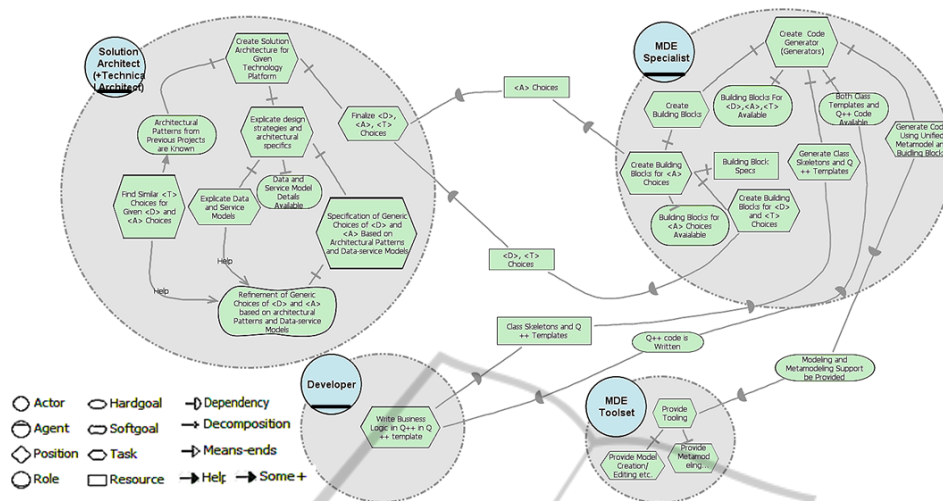 Solution
Architect
(+Technica
l Architect)
Create Solution
Architecture for
Given
Technology
Platform
Architectural
Patterns from
Previous Projects
are Known
Explicate design
strategies and
architectural
specifics
Finalize <D>,
<A>, <T>
Choices
Find Similar <T>
Choices for
Given <D> and
<A> Choices
Explicate Data
and Service
Models
Data and
Service Model
Details
Available
Specification of Generic
Choices of <D> and
<A> Based on
Architectural Patterns
and Data-service Models
Help
Help
Refinement of Generic
Choices of <D> and <A>
based on architectural
Patterns and Data-service
Models
<A> Choices
<D>, <T>
Choices
Class Skeletons and Q
++ Templates
Q++ code is
Written
Modeling and
Metamodeling Support
be Provided
MDE
Specialist
Create Code
Generator
(Generators)
Create
Building Blocks
Building Blocks For
<D>,<A>,<T>
Available
Both Class
Templates and
Q++ Code
Available
Generate Code
Using Unified
Metamodel and
Buiding Block
Create Building
Blocks for <A>
Choices
Building Block
Specs
Generate Class
Skeletons and Q
++ Templates
Building Blocks for
<A> Choices
Avaialable
Create Building
Blocks for <D>
and <T>
Choices
Developer
Write Business
Logic in Q++ in Q
++ template
MDE
Toolset
Provide
Tooling
Provide Model
Creation/
Editing etc.
Provide
Metamod
eling...
Actor
Hardgoal
Dependency
Agent
Softgoal
Decomposition
Position
Task
Means-ends
Role
Resource
Help
Some+